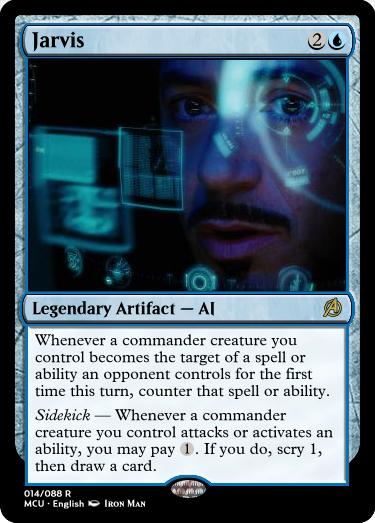 Jarvis
2
Legendary Artifact — AI
Whenever a commander creature you
control becomes the target of a spell or
ability an opponent controls for the first
time this turn, counter that spell or ability.
Sidekick — Whenever a commander
creature you control attacks or activates an
ability, you may pay 1. If you do, scry 1,
then draw a card.
014/088 R
MCU • English Iron Man